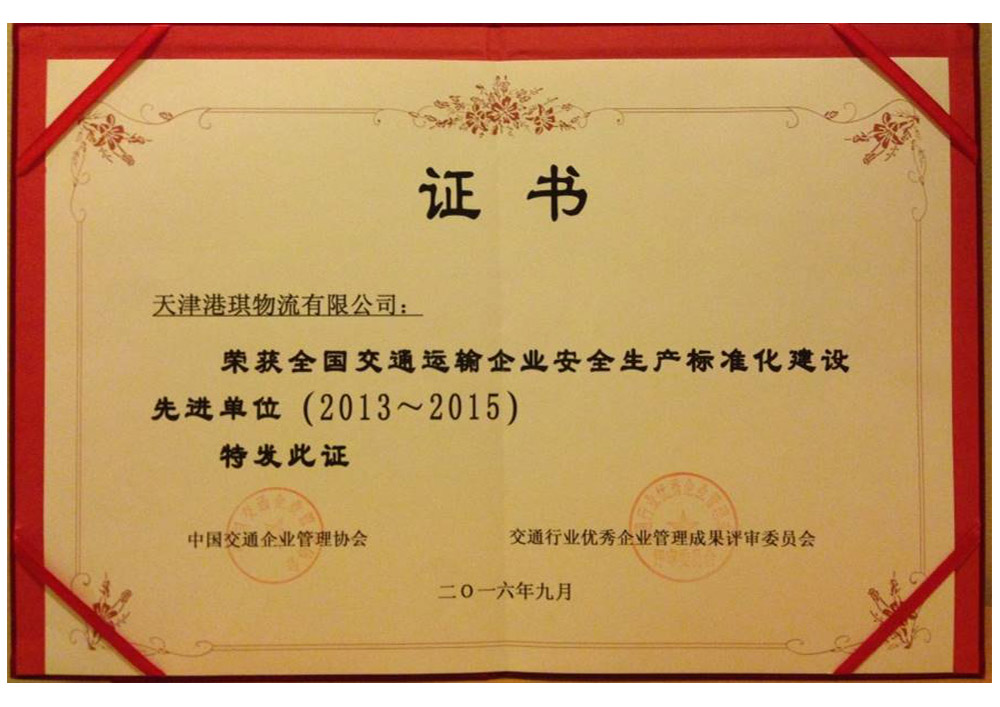 证 书
天津港琪物流有限公司：
荣获全国交通运输企业安全生产标准化建设
先进单位（2013～2015）
特发此证
中国交通企业管理协会 交通行业优秀企业管理成果评审委员会
二〇一六年九月